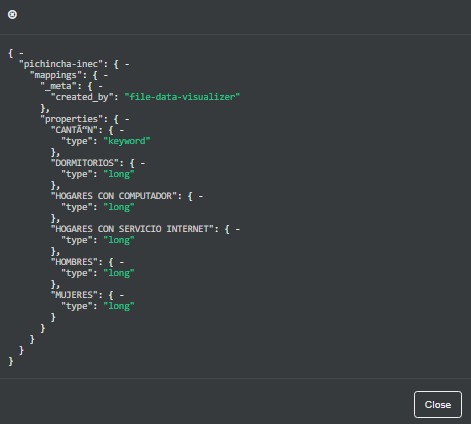 { -
"pichincha-inec": { -
"mappings": { -
"_meta": { -
"created_by": "file-data-visualizer"
},
"properties": { -
"CANTÃ“N": { -
"type": "keyword"
},
"DORMITORIOS": { -
"type": "long"
},
"HOGARES CON COMPUTADOR": { -
"type": "long"
},
"HOGARES CON SERVICIO INTERNET": { -
"type": "long"
},
"HOMBRES": { -
"type": "long"
},
"MUJERES": { -
"type": "long"
}
}
}
}
}
Close